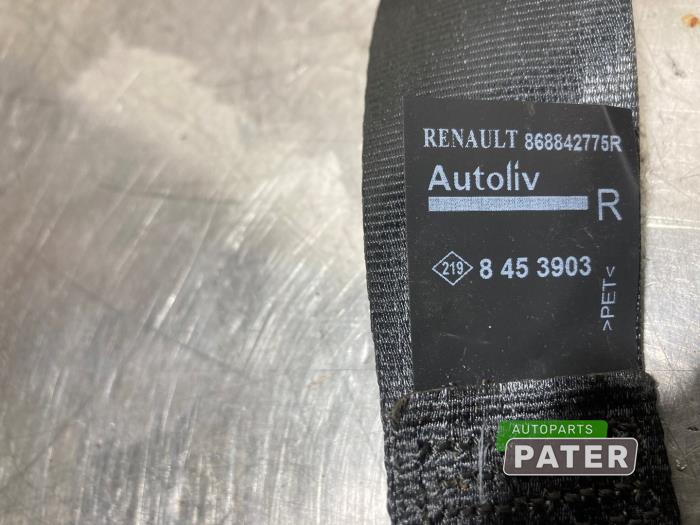 RENAULT 868842775R
Autoliv
R
219 8 45 3903
>PET<
AUTOPARTS
PATER